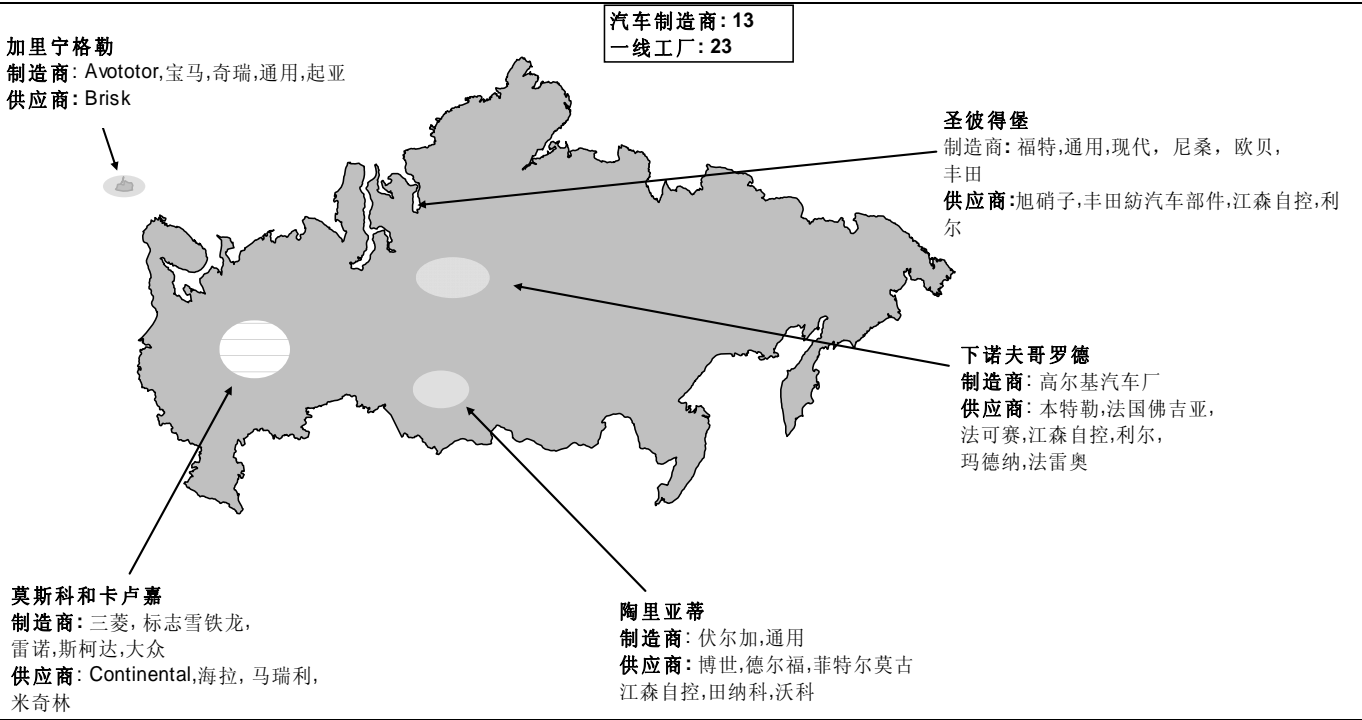 汽车制造商: 13
一线工厂: 23
加里宁格勒
制造商: Avototor,宝马,奇瑞,通用,起亚
供应商: Brisk
圣彼得堡
制造商: 福特,通用,现代, 尼桑, 欧贝,
丰田
供应商:旭硝子,丰田紡汽车部件,江森自控,利
尔
下诺夫哥罗德
制造商: 高尔基汽车厂
供应商: 本特勒,法国佛吉亚,
法可赛,江森自控,利尔,
玛德纳,法雷奥
莫斯科和卡卢嘉
制造商: 三菱, 标志雪铁龙,
雷诺,斯柯达,大众
供应商: Continental,海拉, 马瑞利,
米奇林
陶里亚蒂
制造商: 伏尔加,通用
供应商: 博世,德尔福,菲特尔莫古
江森自控,田纳科,沃科